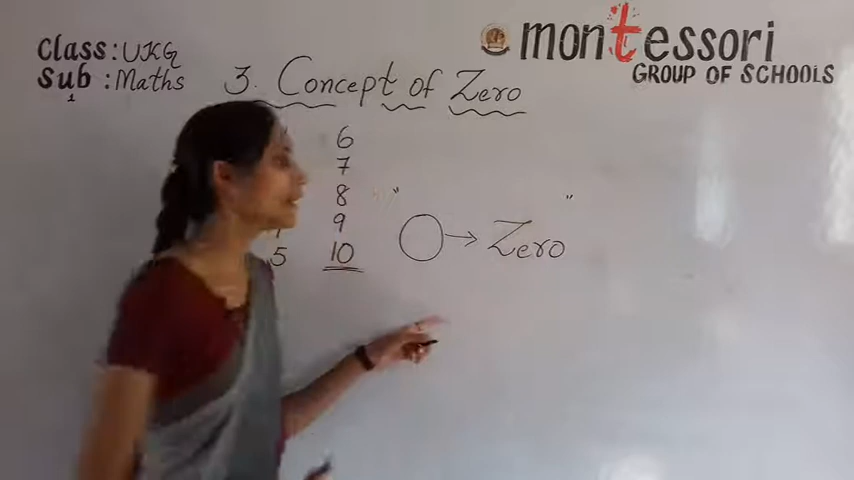 Class: UKG
Sub: Maths
1
montessori
GROUP OF SCHOOLS
3. Concept of Zero
6
7
8
9
5 10
O → Zero